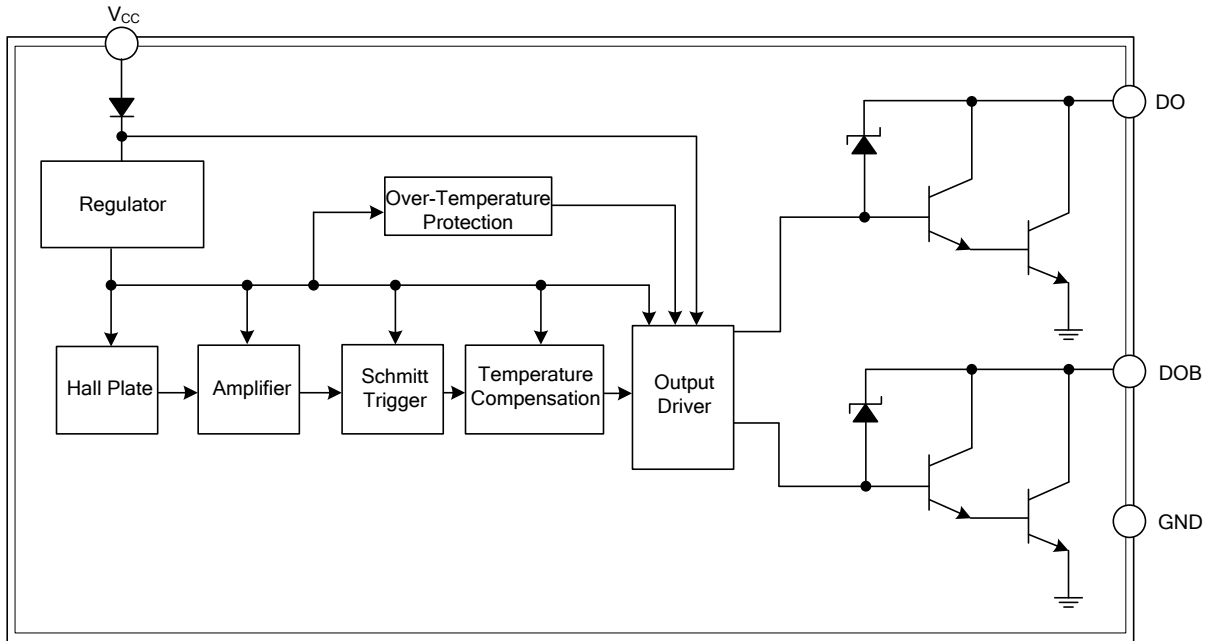 VCC
DO
Regulator
Over-Temperature
Protection
Hall Plate
Amplifier
Schmitt
Trigger
Temperature
Compensation
Output
Driver
DOB
GND